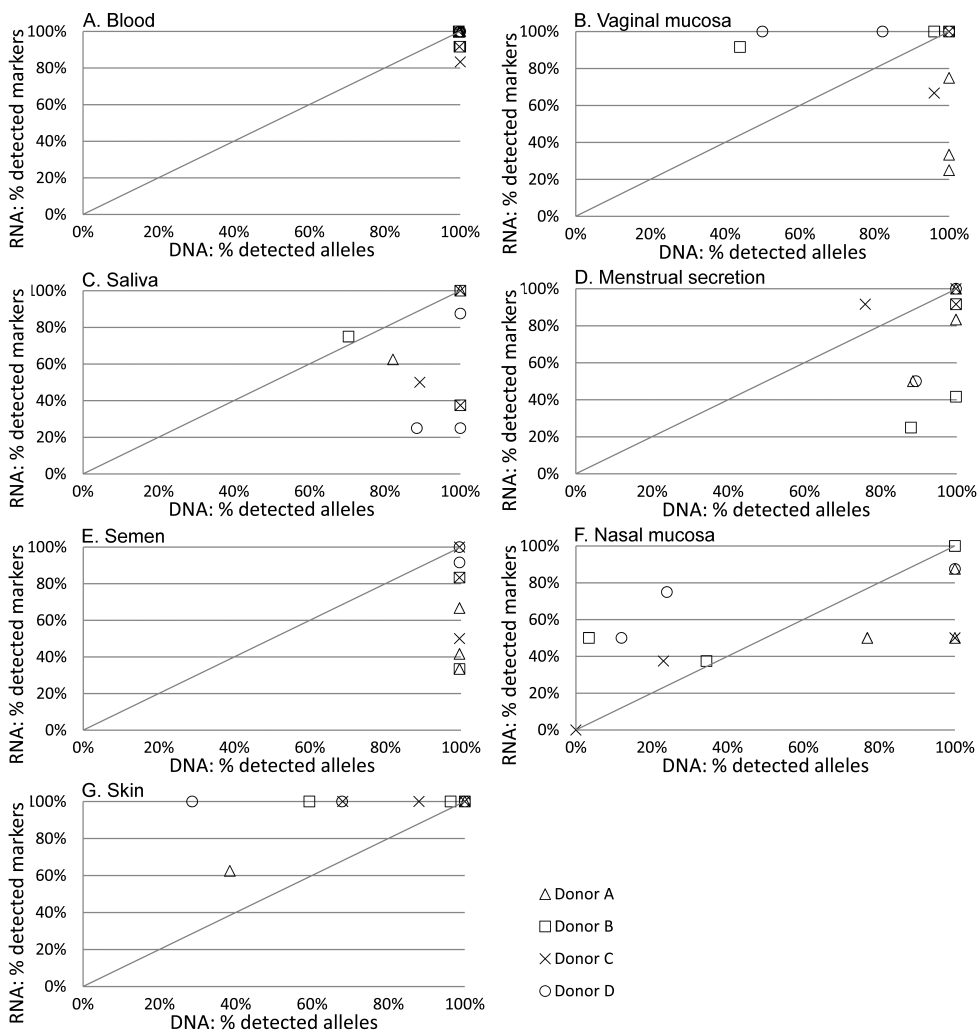 A. Blood
RNA: % detected markers
100%
80%
60%
40%
20%
0%
0% 20% 40% 60% 80% 100%
DNA: % detected alleles
B. Vaginal mucosa
RNA: % detected markers
100%
80%
60%
40%
20%
0%
0% 20% 40% 60% 80% 100%
DNA: % detected alleles
C. Saliva
RNA: % detected markers
100%
80%
60%
40%
20%
0%
0% 20% 40% 60% 80% 100%
DNA: % detected alleles
D. Menstrual secretion
RNA: % detected markers
100%
80%
60%
40%
20%
0%
0% 20% 40% 60% 80% 100%
DNA: % detected alleles
E. Semen
RNA: % detected markers
100%
80%
60%
40%
20%
0%
0% 20% 40% 60% 80% 100%
DNA: % detected alleles
F. Nasal mucosa
RNA: % detected markers
100%
80%
60%
40%
20%
0%
0% 20% 40% 60% 80% 100%
DNA: % detected alleles
G. Skin
RNA: % detected markers
100%
80%
60%
40%
20%
0%
0% 20% 40% 60% 80% 100%
DNA: % detected alleles
Donor A
Donor B
Donor C
Donor D